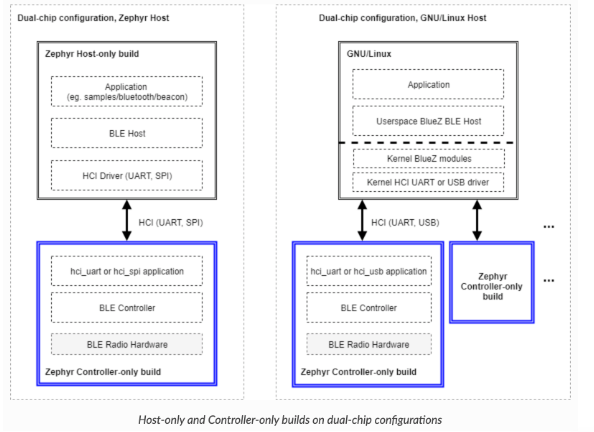 Dual-chip configuration, Zephyr Host
Zephyr Host-only build
Application
(eg. samples/bluetooth/beacon)
BLE Host
HCI Driver (UART, SPI)
HCI (UART, SPI)
hci_uart or hci_spi application
BLE Controller
BLE Radio Hardware
Zephyr Controller-only build
Dual-chip configuration, GNU/Linux Host
GNU/Linux
Application
Userspace BlueZ BLE Host
Kernel BlueZ modules
Kernel HCI UART or USB driver
HCI (UART, USB)
...
hci_uart or hci_usb application
BLE Controller
BLE Radio Hardware
Zephyr Controller-only build
Zephyr
Controller-only
build
...
Host-only and Controller-only builds on dual-chip configurations